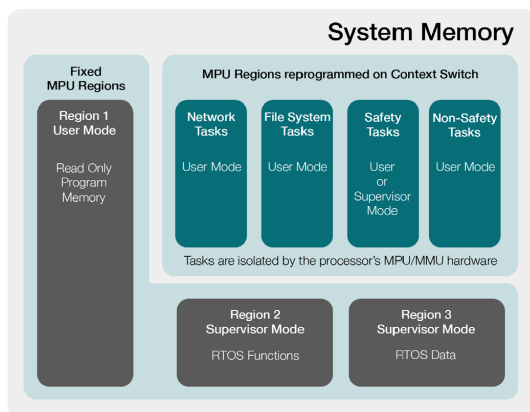 System Memory
Fixed
MPU Regions
Region 1
User Mode
Read Only
Program
Memory
MPU Regions reprogrammed on Context Switch
Network
Tasks
User Mode
File System
Tasks
User Mode
Safety
Tasks
User
or
Supervisor
Mode
Non-Safety
Tasks
User Mode
Tasks are isolated by the processor's MPU/MMU hardware
Region 2
Supervisor Mode
RTOS Functions
Region 3
Supervisor Mode
RTOS Data